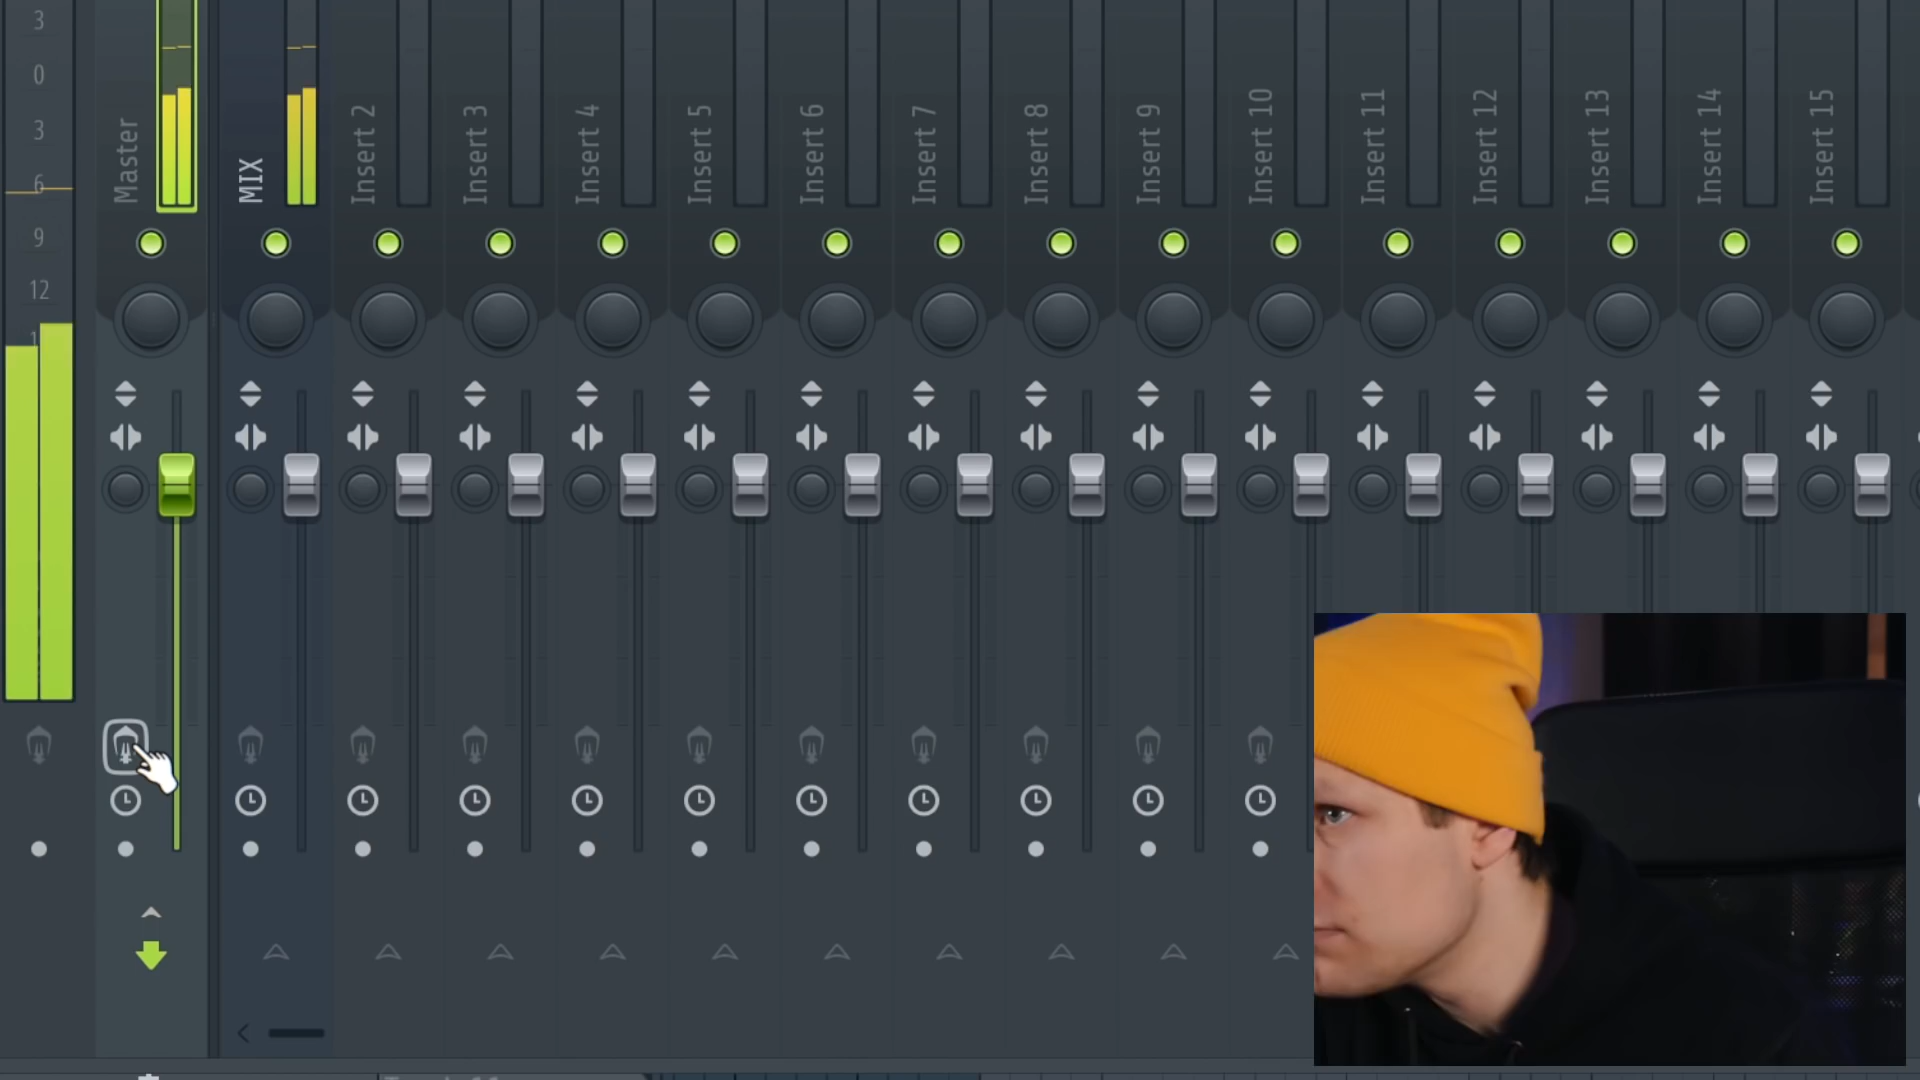 3
0
3
6
9
12
1
Master
MIX
Insert 2
Insert 3
Insert 4
Insert 5
Insert 6
Insert 7
Insert 8
Insert 9
Insert 10
Insert 11
Insert 12
Insert 13
Insert 14
Insert 15